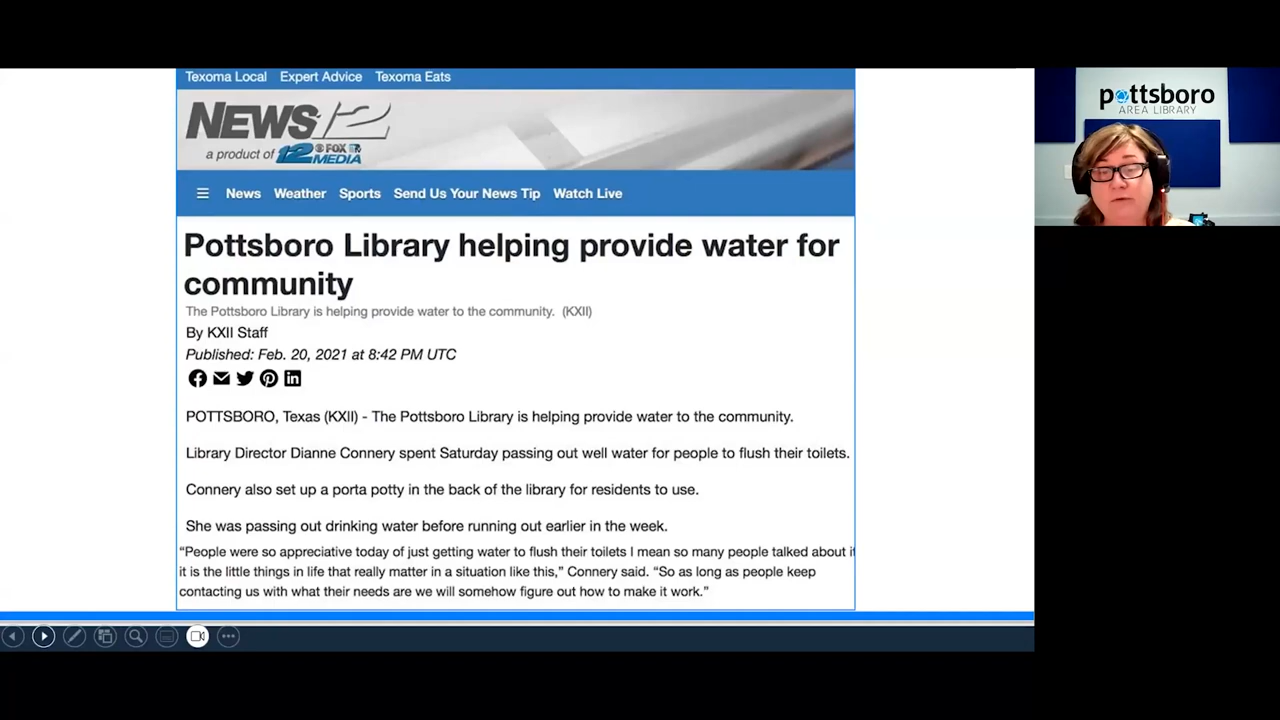 Texoma Local Expert Advice Texoma Eats
NEWS 12
a product of 12 FOX MEDIA
News Weather Sports Send Us Your News Tip Watch Live
Pottsboro Library helping provide water for
community
The Pottsboro Library is helping provide water to the community. (KXII)
By KXII Staff
Published: Feb. 20, 2021 at 8:42 PM UTC
POTTSBORO, Texas (KXII) - The Pottsboro Library is helping provide water to the community.
Library Director Dianne Connery spent Saturday passing out well water for people to flush their toilets.
Connery also set up a porta potty in the back of the library for residents to use.
She was passing out drinking water before running out earlier in the week.
“People were so appreciative today of just getting water to flush their toilets I mean so many people talked about it
it is the little things in life that really matter in a situation like this,” Connery said. “So as long as people keep
contacting us with what their needs are we will somehow figure out how to make it work.”
pottsboro
AREA LIBRARY